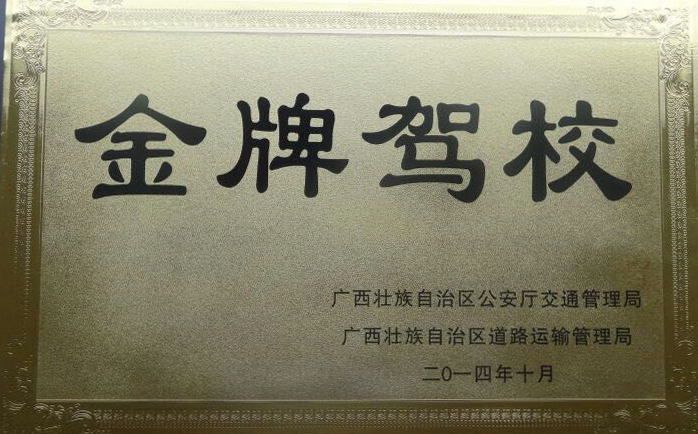 金牌驾校
广西壮族自治区公安厅交通管理局
广西壮族自治区道路运输管理局
二0一四年十月